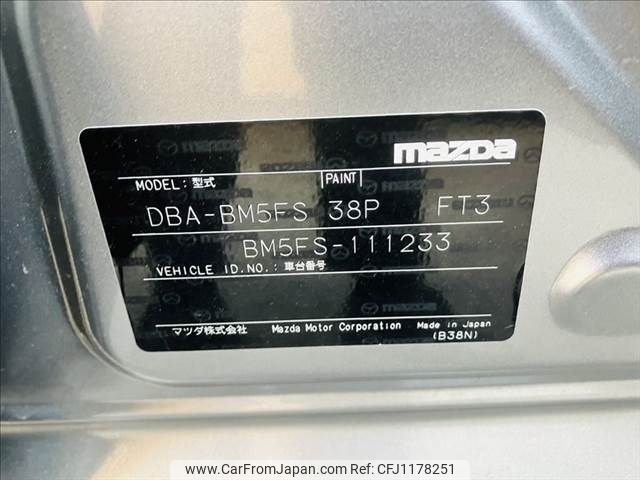 mazda
MODEL: 型式 PAINT
DBA-BM5FS 38P FT3
BM5FS-111233
VEHICLE ID.NO.: 車台番号
マツダ株式会社 Mazda Motor Corporation Made in Japan
(B38N)
www.CarFromJapan.com | Ref No: CFJ1178251